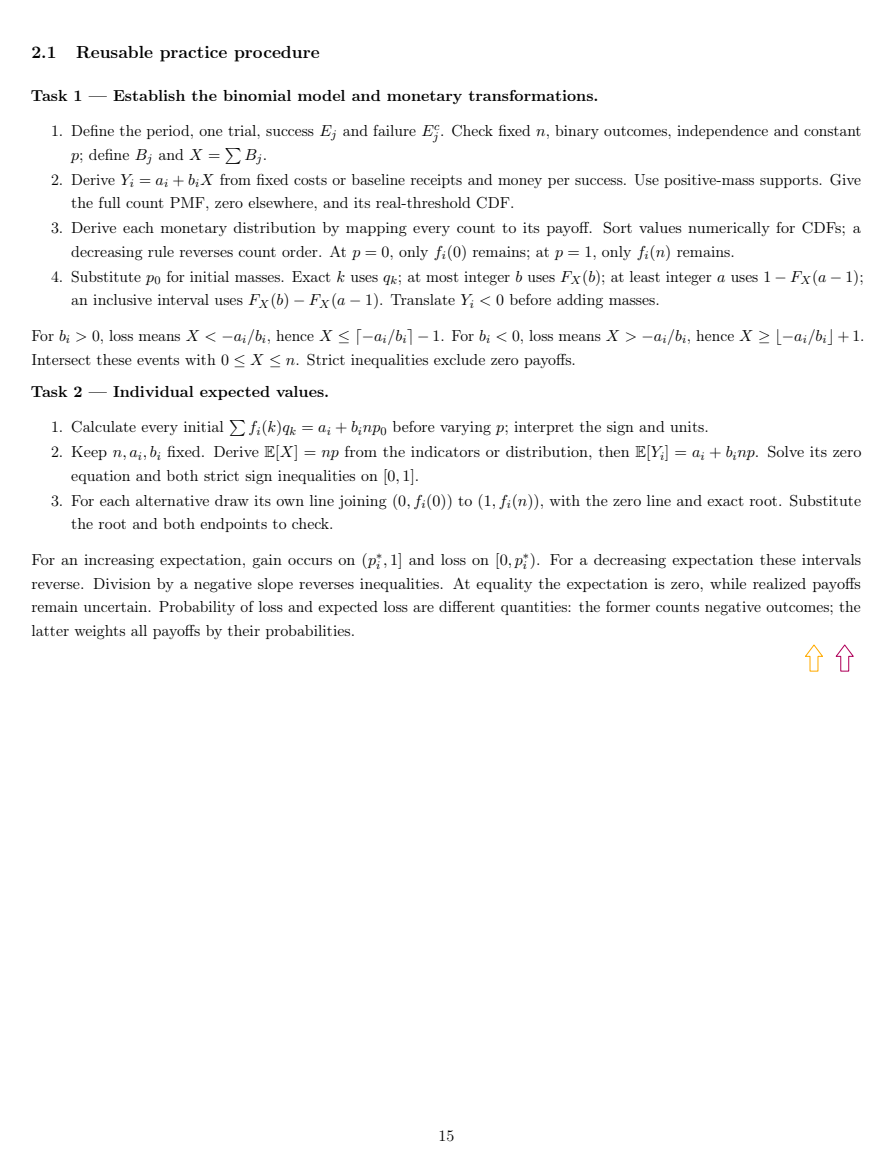 2.1 Reusable practice procedure
Task 1 — Establish the binomial model and monetary transformations.
1. Define the period, one trial, success E_j and failure E_j^c. Check fixed n, binary outcomes, independence and constant
p; define B_j and X = ∑ B_j.
2. Derive Y_i = a_i + b_iX from fixed costs or baseline receipts and money per success. Use positive-mass supports. Give
the full count PMF, zero elsewhere, and its real-threshold CDF.
3. Derive each monetary distribution by mapping every count to its payoff. Sort values numerically for CDFs; a
decreasing rule reverses count order. At p = 0, only f_i(0) remains; at p = 1, only f_i(n) remains.
4. Substitute p_0 for initial masses. Exact k uses q_k; at most integer b uses F_X(b); at least integer a uses 1 − F_X(a − 1);
an inclusive interval uses F_X(b) − F_X(a − 1). Translate Y_i < 0 before adding masses.
For b_i > 0, loss means X < −a_i/b_i, hence X ≤ ⌈−a_i/b_i⌉ − 1. For b_i < 0, loss means X > −a_i/b_i, hence X ≥ ⌊−a_i/b_i⌋ + 1.
Intersect these events with 0 ≤ X ≤ n. Strict inequalities exclude zero payoffs.
Task 2 — Individual expected values.
1. Calculate every initial ∑ f_i(k)q_k = a_i + b_inp_0 before varying p; interpret the sign and units.
2. Keep n, a_i, b_i fixed. Derive 𝔼[X] = np from the indicators or distribution, then 𝔼[Y_i] = a_i + b_inp. Solve its zero
equation and both strict sign inequalities on [0, 1].
3. For each alternative draw its own line joining (0, f_i(0)) to (1, f_i(n)), with the zero line and exact root. Substitute
the root and both endpoints to check.
For an increasing expectation, gain occurs on (p_i^*, 1] and loss on [0, p_i^*). For a decreasing expectation these intervals
reverse. Division by a negative slope reverses inequalities. At equality the expectation is zero, while realized payoffs
remain uncertain. Probability of loss and expected loss are different quantities: the former counts negative outcomes; the
latter weights all payoffs by their probabilities.
15